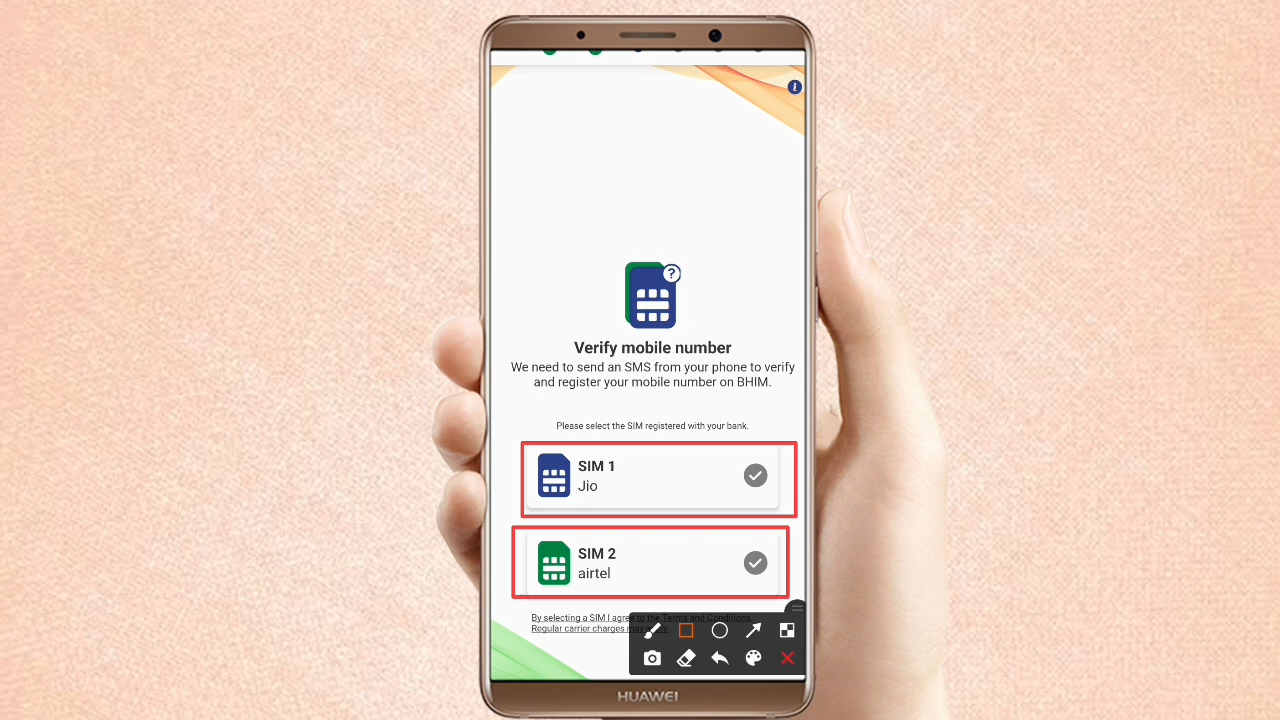 Verify mobile number
We need to send an SMS from your phone to verify
and register your mobile number on BHIM.
Please select the SIM registered with your bank.
SIM 1
Jio
SIM 2
airtel
By selecting a SIM I agree to the Terms and Conditions.
Regular carrier charges may
HUAWEI